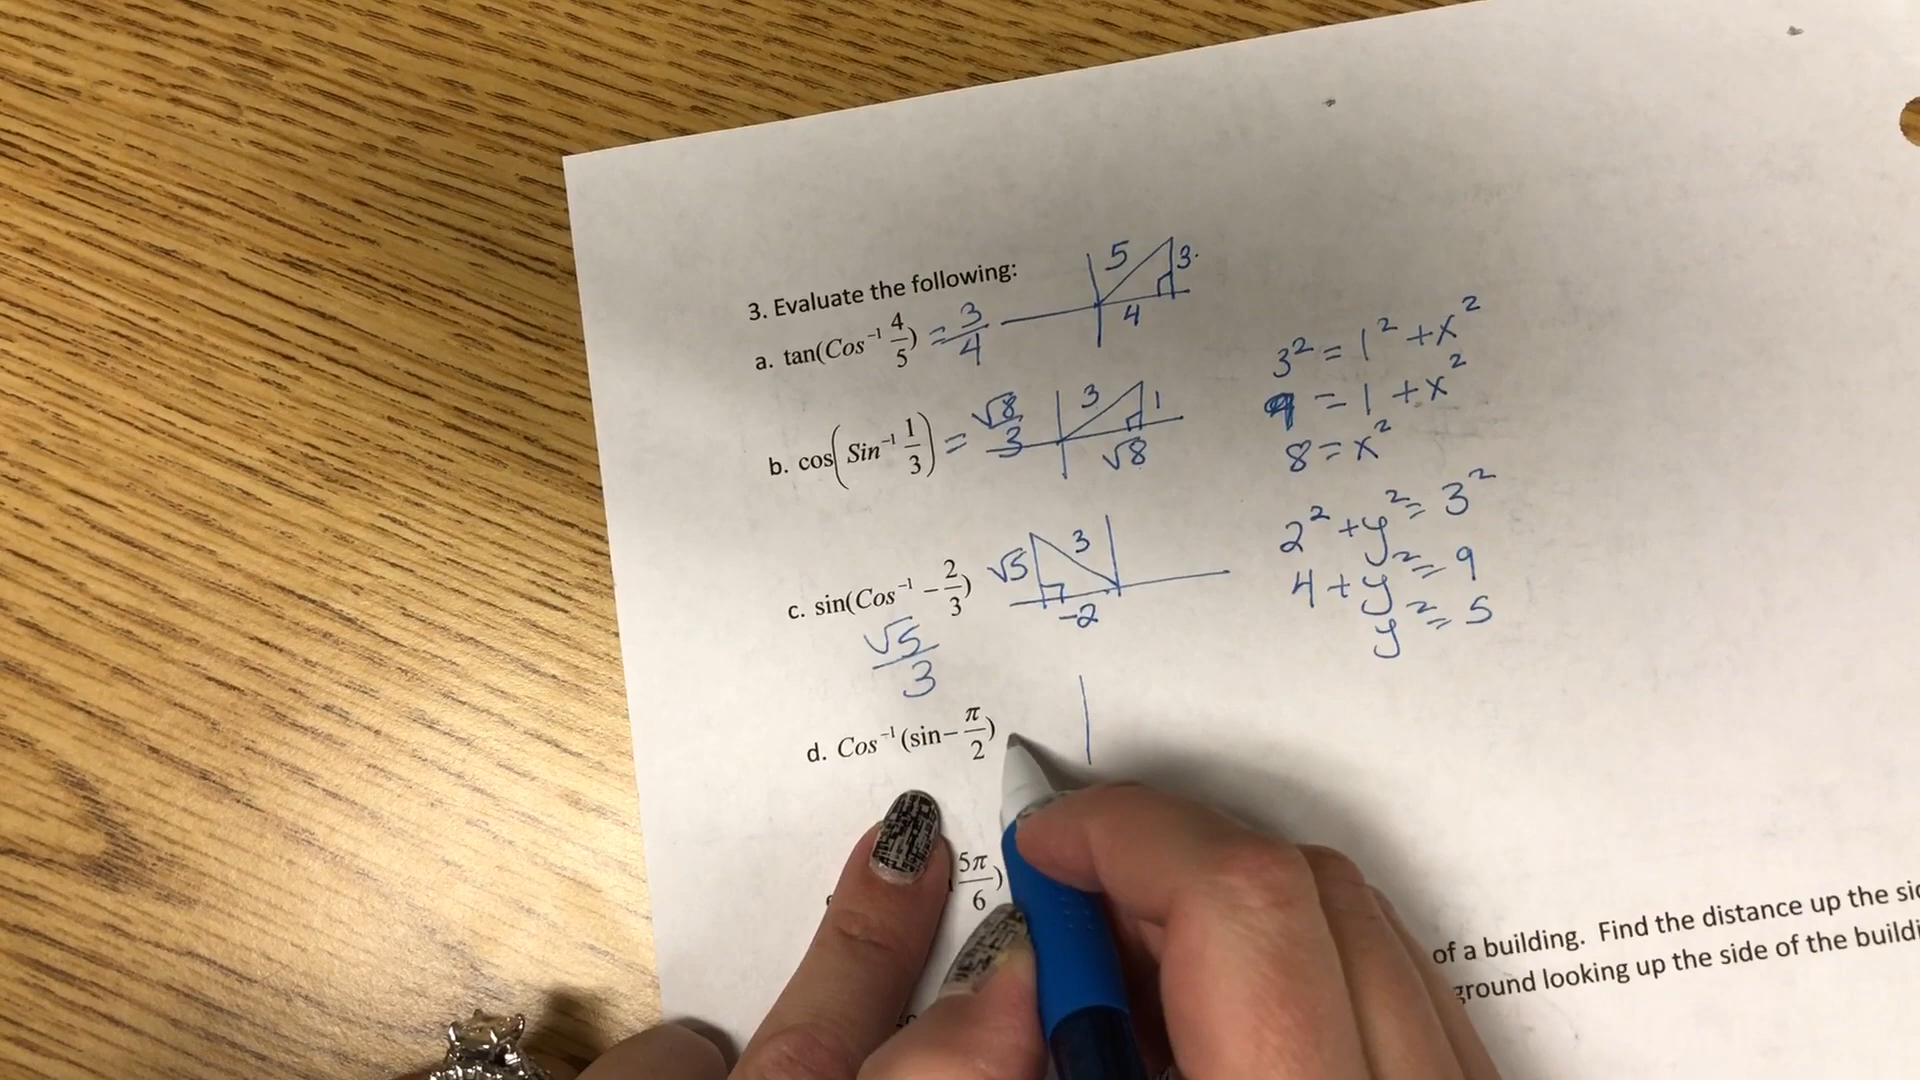 3. Evaluate the following:
a. tan(Cos⁻¹ 4/5) = 3/4
5 3 4
b. cos(Sin⁻¹ 1/3) = √8/3
3 1 √8
3² = 1² + x²
9 = 1 + x²
8 = x²
c. sin(Cos⁻¹ – 2/3)
√5/3
√5 3 -2
2² + y² = 3²
4 + y² = 9
y² = 5
d. Cos⁻¹(sin– π/2)
5π/6)
of a building. Find the distance up the
ground looking up the side of the